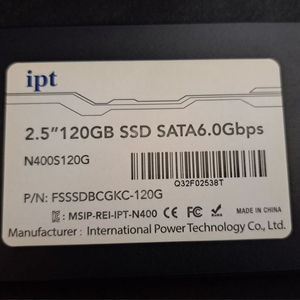 ipt
2.5"120GB SSD SATA6.0Gbps
N400S120G
Q32F02538T
P/N: FSSSDBCGKC-120G
: MSIP-REI-IPT-N400 CE FC MADE IN CHINA
Manufacturer : International Power Technology Co., Ltd.